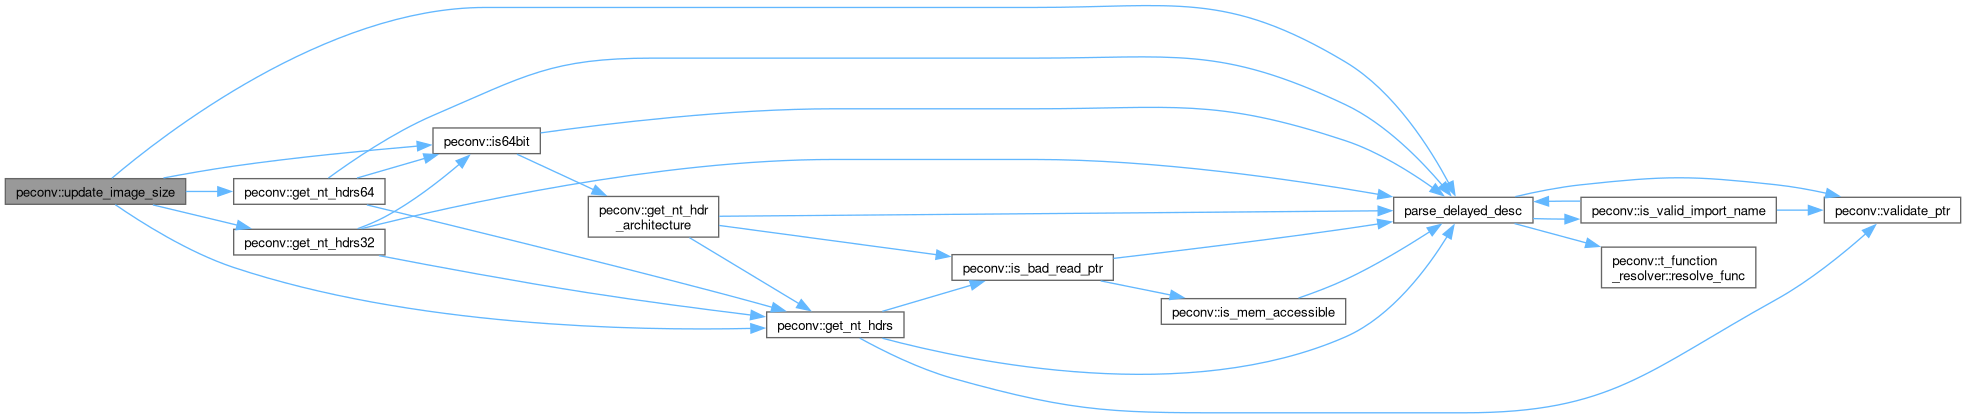 peconv::update_image_size
peconv::get_nt_hdrs64
peconv::get_nt_hdrs32
peconv::is64bit
peconv::get_nt_hdr
_architecture
peconv::get_nt_hdrs
peconv::is_bad_read_ptr
peconv::is_mem_accessible
parse_delayed_desc
peconv::is_valid_import_name
peconv::t_function
_resolver::resolve_func
peconv::validate_ptr